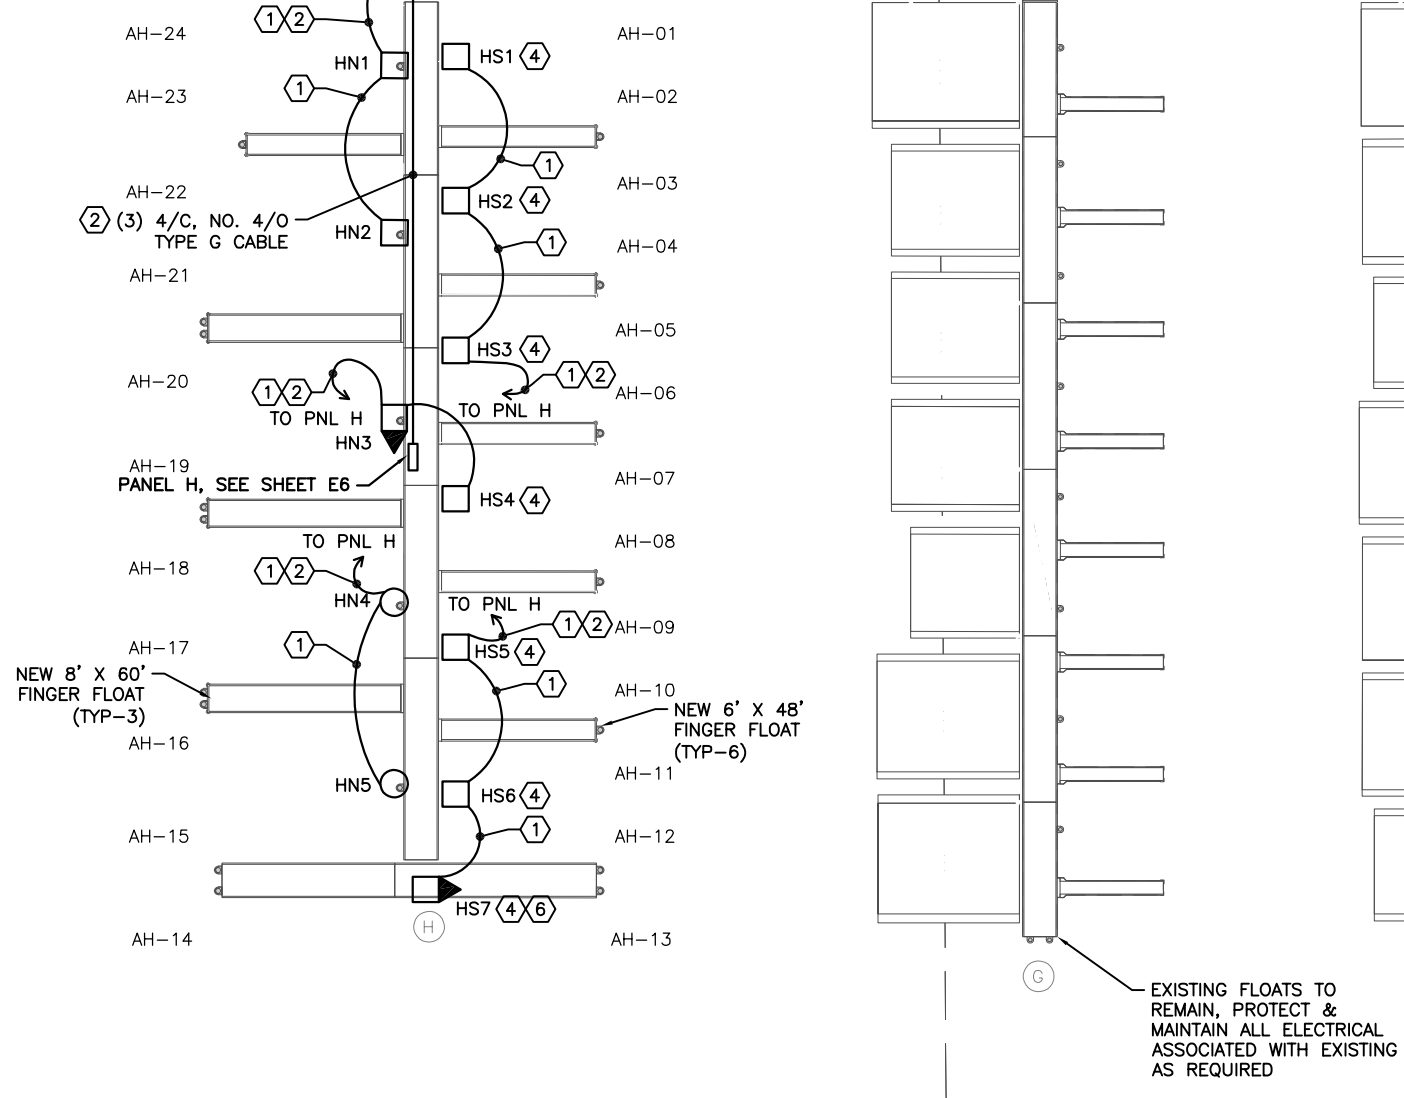 AH-24
1 2
HN1
HS1 4
AH-01
AH-23
1
AH-02
1
AH-22
AH-03
2 (3) 4/C, NO. 4/0
TYPE G CABLE
HN2
HS2 4
1
AH-04
AH-21
AH-05
HS3 4
AH-20
1 2
1 2
AH-06
TO PNL H
TO PNL H
HN3
AH-19
AH-07
PANEL H, SEE SHEET E6
HS4 4
TO PNL H
AH-08
AH-18
1 2
HN4
TO PNL H
1 2
AH-09
AH-17
1
HS5 4
NEW 8' X 60'
FINGER FLOAT
(TYP-3)
1
AH-10
NEW 6' X 48'
FINGER FLOAT
(TYP-6)
AH-16
AH-11
HN5
HS6 4
AH-15
1
AH-12
HS7 4 6
H
AH-14
AH-13
G
EXISTING FLOATS TO
REMAIN, PROTECT &
MAINTAIN ALL ELECTRICAL
ASSOCIATED WITH EXISTING
AS REQUIRED